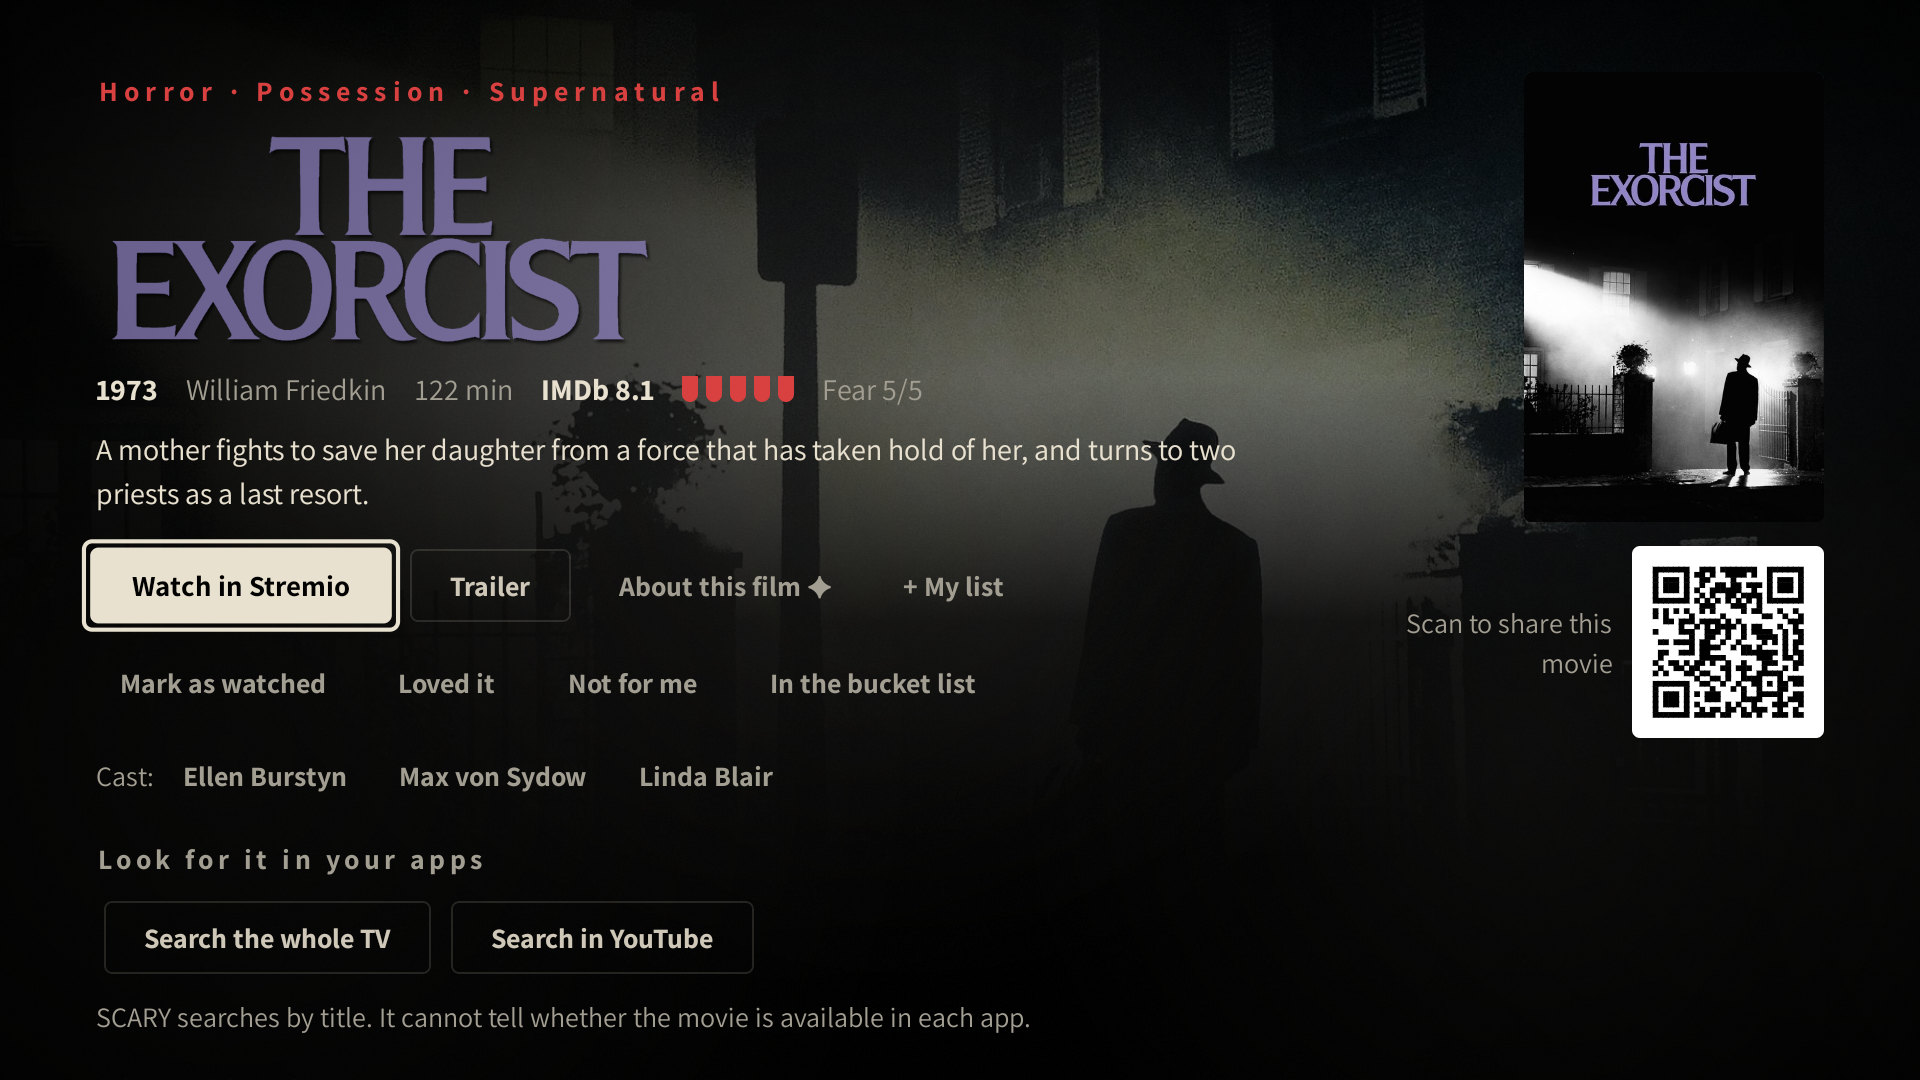 Horror · Possession · Supernatural
THE
EXORCIST
1973 William Friedkin 122 min IMDb 8.1 Fear 5/5
A mother fights to save her daughter from a force that has taken hold of her, and turns to two
priests as a last resort.
Watch in Stremio Trailer About this film ✦ + My list
Mark as watched Loved it Not for me In the bucket list
Cast: Ellen Burstyn Max von Sydow Linda Blair
Look for it in your apps
Search the whole TV Search in YouTube
SCARY searches by title. It cannot tell whether the movie is available in each app.
THE
EXORCIST
Scan to share this
movie